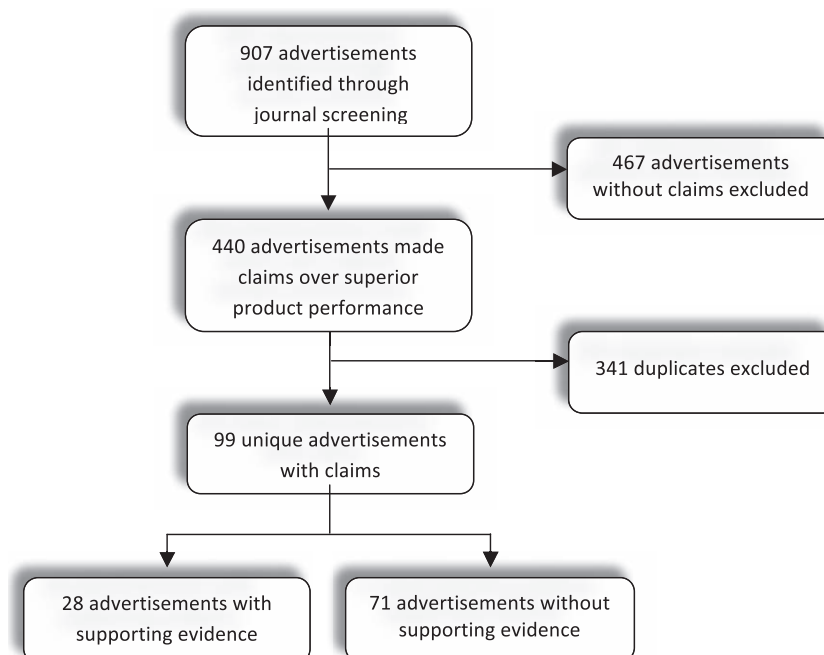 907 advertisements
identified through
journal screening
467 advertisements
without claims excluded
440 advertisements made
claims over superior
product performance
341 duplicates excluded
99 unique advertisements
with claims
28 advertisements with
supporting evidence
71 advertisements without
supporting evidence